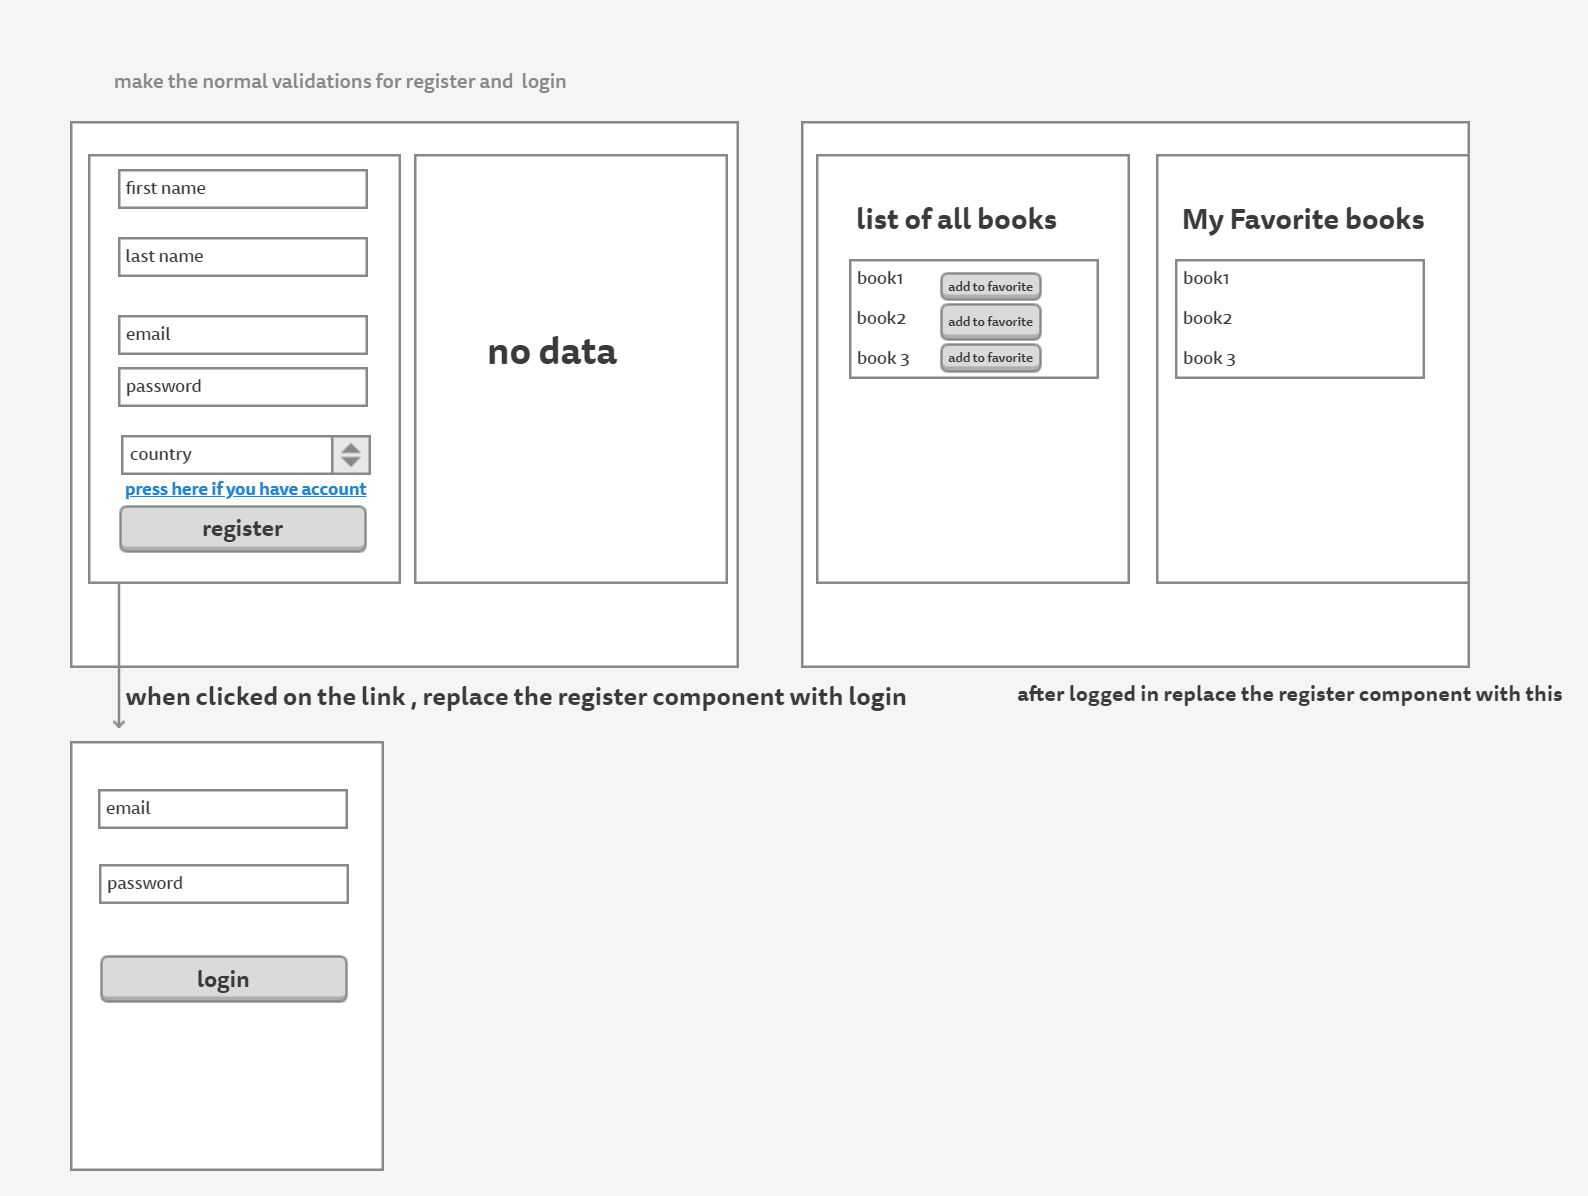 make the normal validations for register and  login
first name
last name
email
password
country
press here if you have account
register
no data
list of all books
book1
add to favorite
book2
add to favorite
book 3
add to favorite
My Favorite books
book1
book2
book 3
when clicked on the link , replace the register component with login
after logged in replace the register component with this
email
password
login